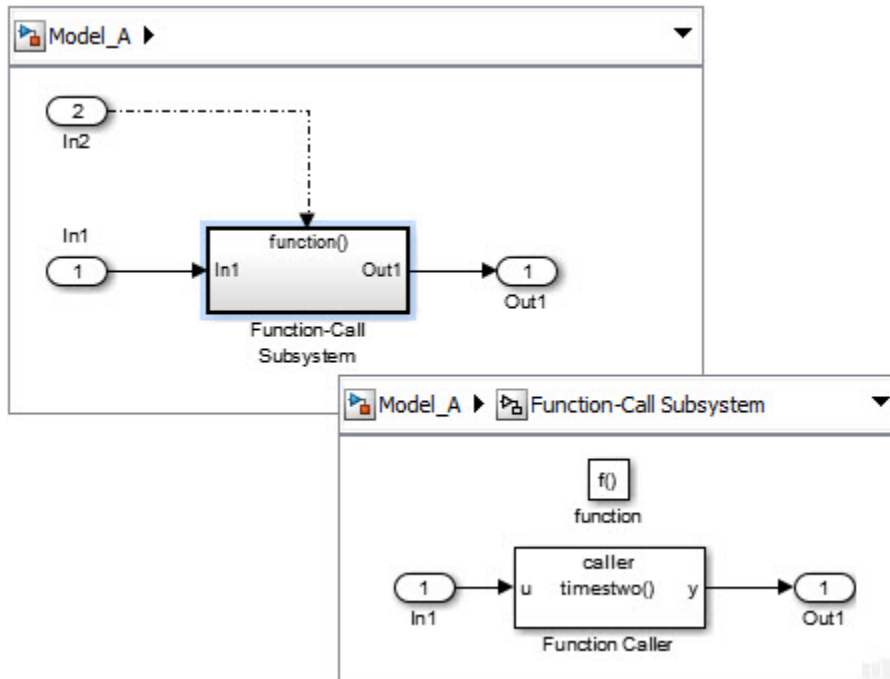 Model_A
2
In2
In1
1
function()
In1 Out1
Function-Call
Subsystem
1
Out1
Model_A Function-Call Subsystem
f()
function
1
In1
caller
u timestwo() y
Function Caller
1
Out1